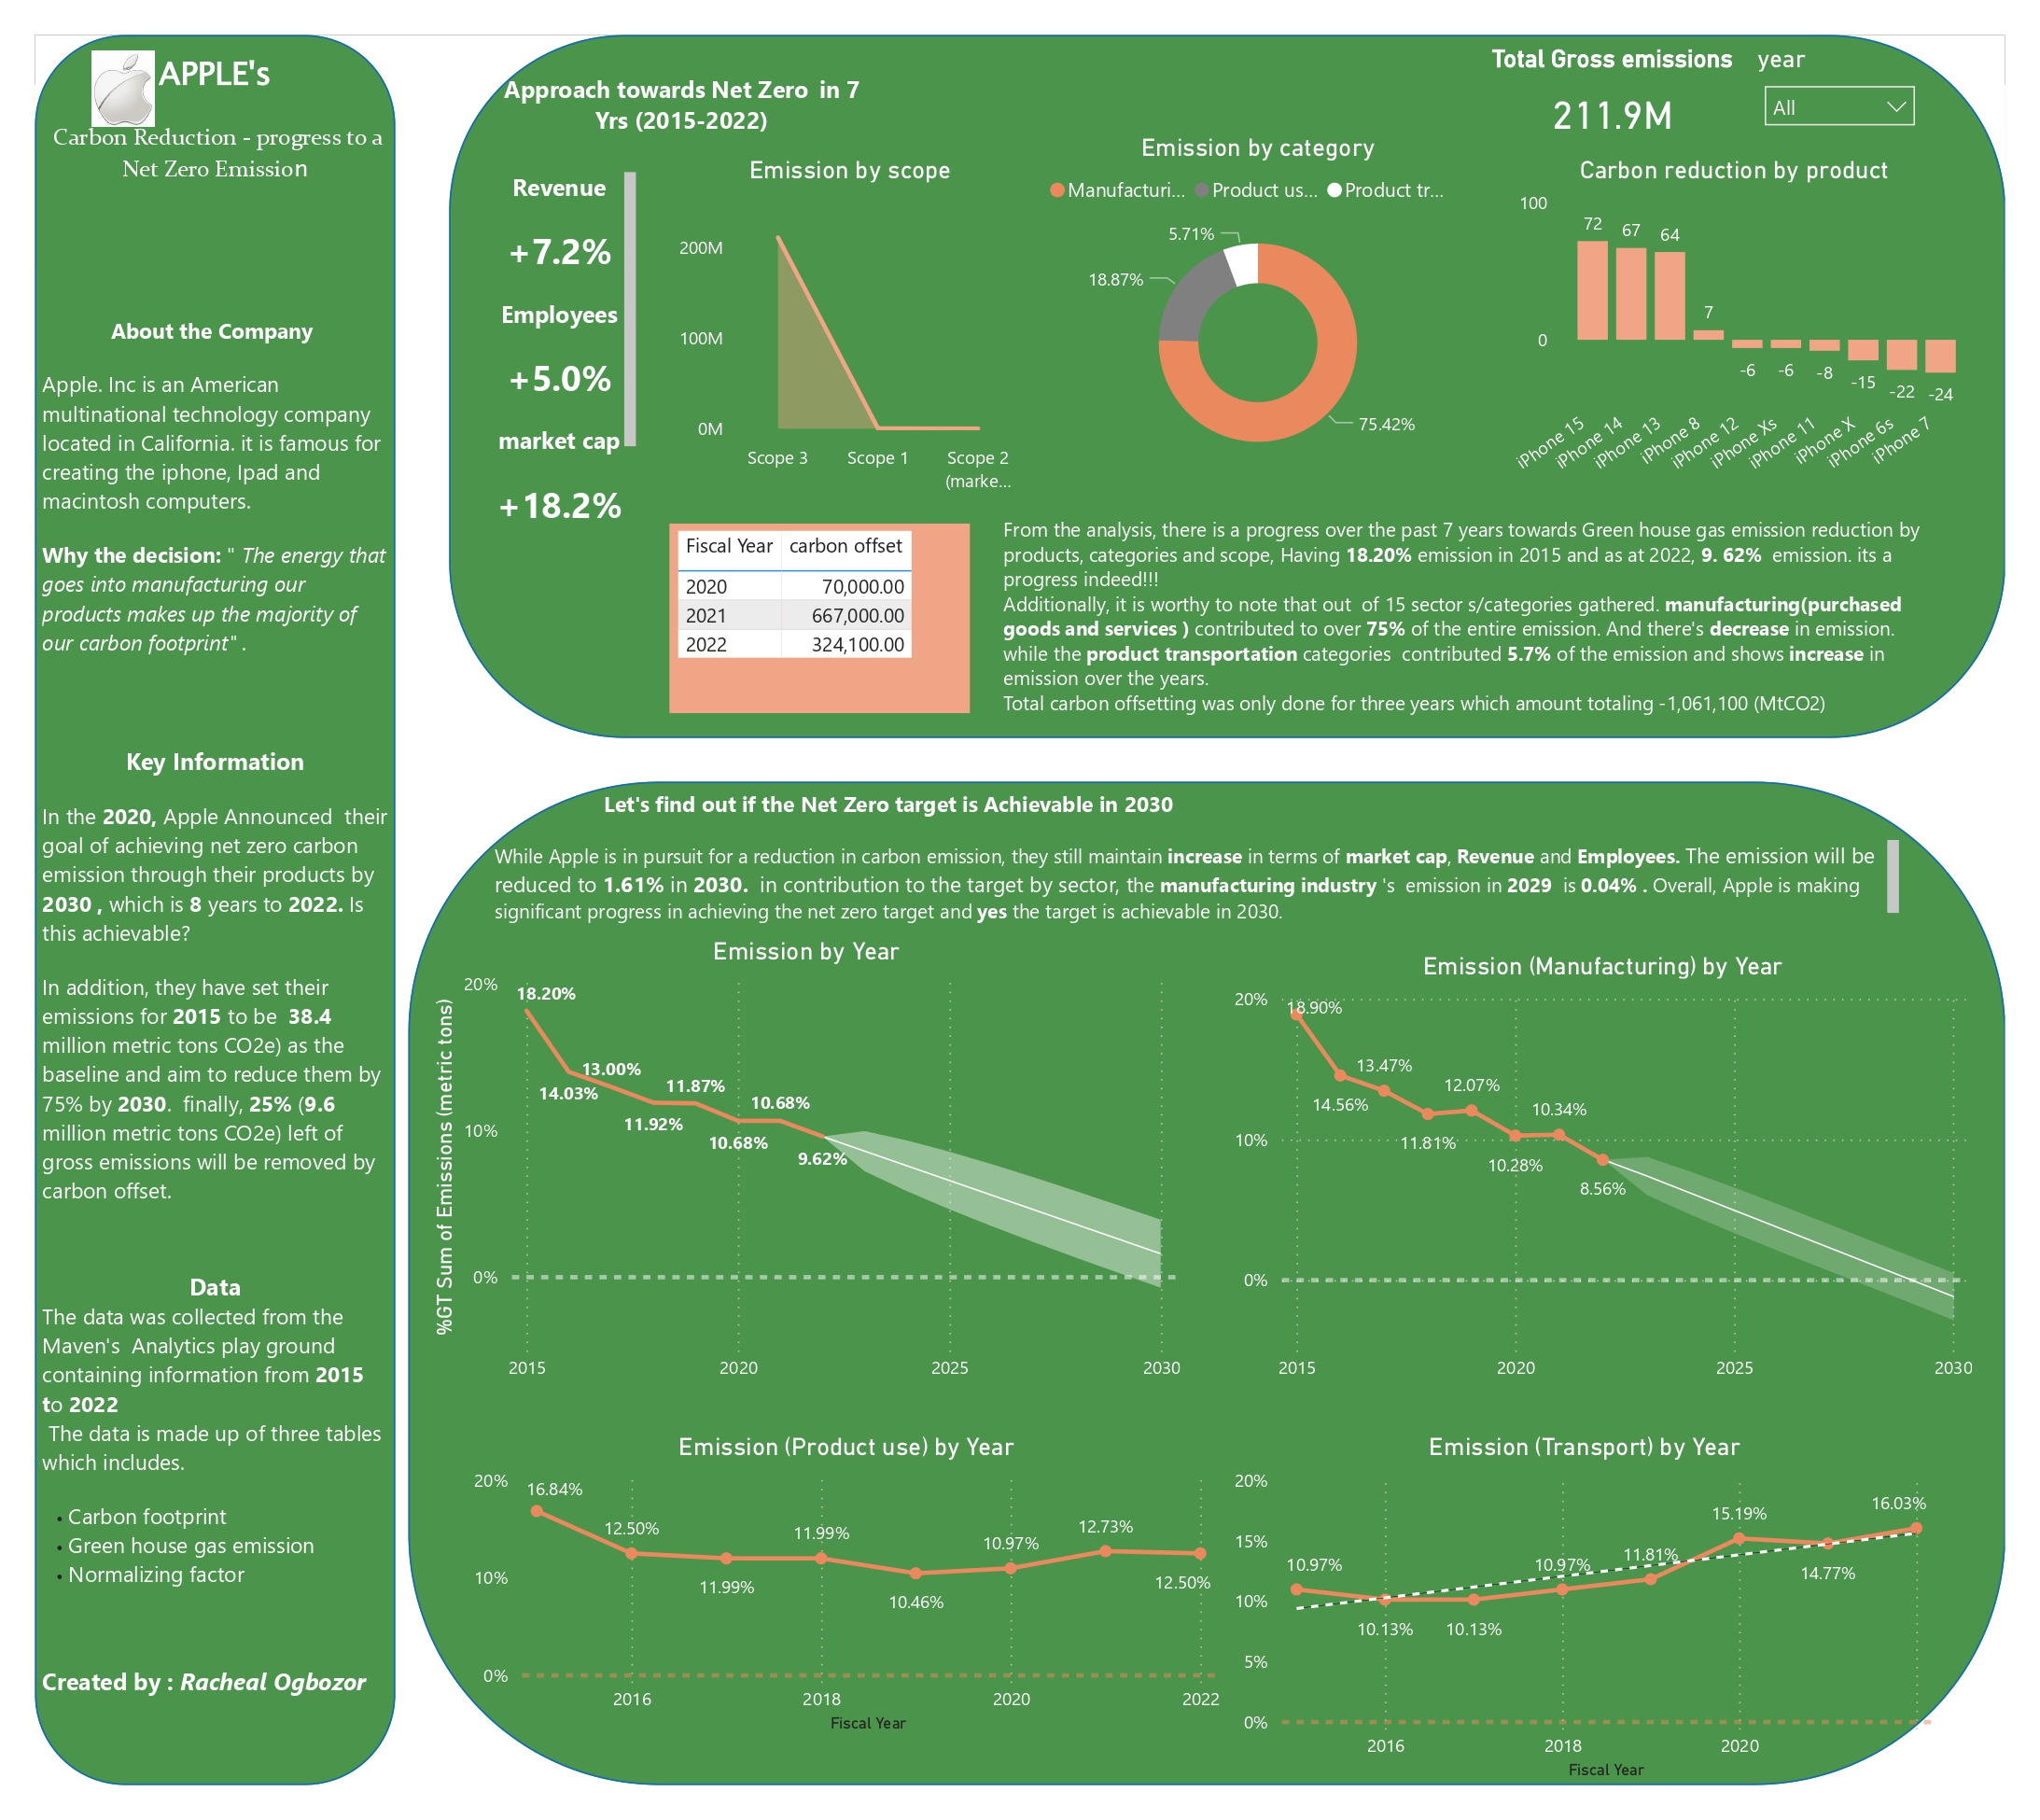 APPLE's
Carbon Reduction - progress to a
Net Zero Emission
About the Company
Apple. Inc is an American
multinational technology company
located in California. it is famous for
creating the iphone, Ipad and
macintosh computers.
Why the decision: " The energy that
goes into manufacturing our
products makes up the majority of
our carbon footprint" .
Key Information
In the 2020, Apple Announced their
goal of achieving net zero carbon
emission through their products by
2030 , which is 8 years to 2022. Is
this achievable?
In addition, they have set their
emissions for 2015 to be 38.4
million metric tons CO2e) as the
baseline and aim to reduce them by
75% by 2030. finally, 25% (9.6
million metric tons CO2e) left of
gross emissions will be removed by
carbon offset.
Data
The data was collected from the
Maven's Analytics play ground
containing information from 2015
to 2022
The data is made up of three tables
which includes.
• Carbon footprint
• Green house gas emission
• Normalizing factor
Created by : Racheal Ogbozor
Approach towards Net Zero in 7
Yrs (2015-2022)
Total Gross emissions
211.9M
year
All
Revenue
+7.2%
Employees
+5.0%
market cap
+18.2%
Emission by scope
200M
100M
0M
Scope 3
Scope 1
Scope 2
(marke...
Emission by category
Manufacturi... Product us... Product tr...
5.71%
18.87%
75.42%
Carbon reduction by product
100
0
72
67
64
7
-6
-6
-8
-15
-22
-24
iPhone 15
iPhone 14
iPhone 13
iPhone 8
iPhone 12
iPhone Xs
iPhone 11
iPhone X
iPhone 6s
iPhone 7
Fiscal Year carbon offset
2020 70,000.00
2021 667,000.00
2022 324,100.00
From the analysis, there is a progress over the past 7 years towards Green house gas emission reduction by
products, categories and scope, Having 18.20% emission in 2015 and as at 2022, 9. 62% emission. its a
progress indeed!!!
Additionally, it is worthy to note that out of 15 sector s/categories gathered. manufacturing(purchased
goods and services ) contributed to over 75% of the entire emission. And there's decrease in emission.
while the product transportation categories contributed 5.7% of the emission and shows increase in
emission over the years.
Total carbon offsetting was only done for three years which amount totaling -1,061,100 (MtCO2)
Let's find out if the Net Zero target is Achievable in 2030
While Apple is in pursuit for a reduction in carbon emission, they still maintain increase in terms of market cap, Revenue and Employees. The emission will be
reduced to 1.61% in 2030. in contribution to the target by sector, the manufacturing industry 's emission in 2029 is 0.04% . Overall, Apple is making
significant progress in achieving the net zero target and yes the target is achievable in 2030.
Emission by Year
%GT Sum of Emissions (metric tons)
20%
10%
0%
18.20%
14.03%
13.00%
11.92%
11.87%
10.68%
10.68%
9.62%
2015
2020
2025
2030
Emission (Manufacturing) by Year
20%
10%
0%
18.90%
14.56%
13.47%
11.81%
12.07%
10.28%
10.34%
8.56%
2015
2020
2025
2030
Emission (Product use) by Year
20%
10%
0%
16.84%
12.50%
11.99%
11.99%
10.46%
10.97%
12.73%
12.50%
2016
2018
2020
2022
Fiscal Year
Emission (Transport) by Year
20%
15%
10%
5%
0%
10.97%
10.13%
10.13%
10.97%
11.81%
15.19%
14.77%
16.03%
2016
2018
2020
Fiscal Year